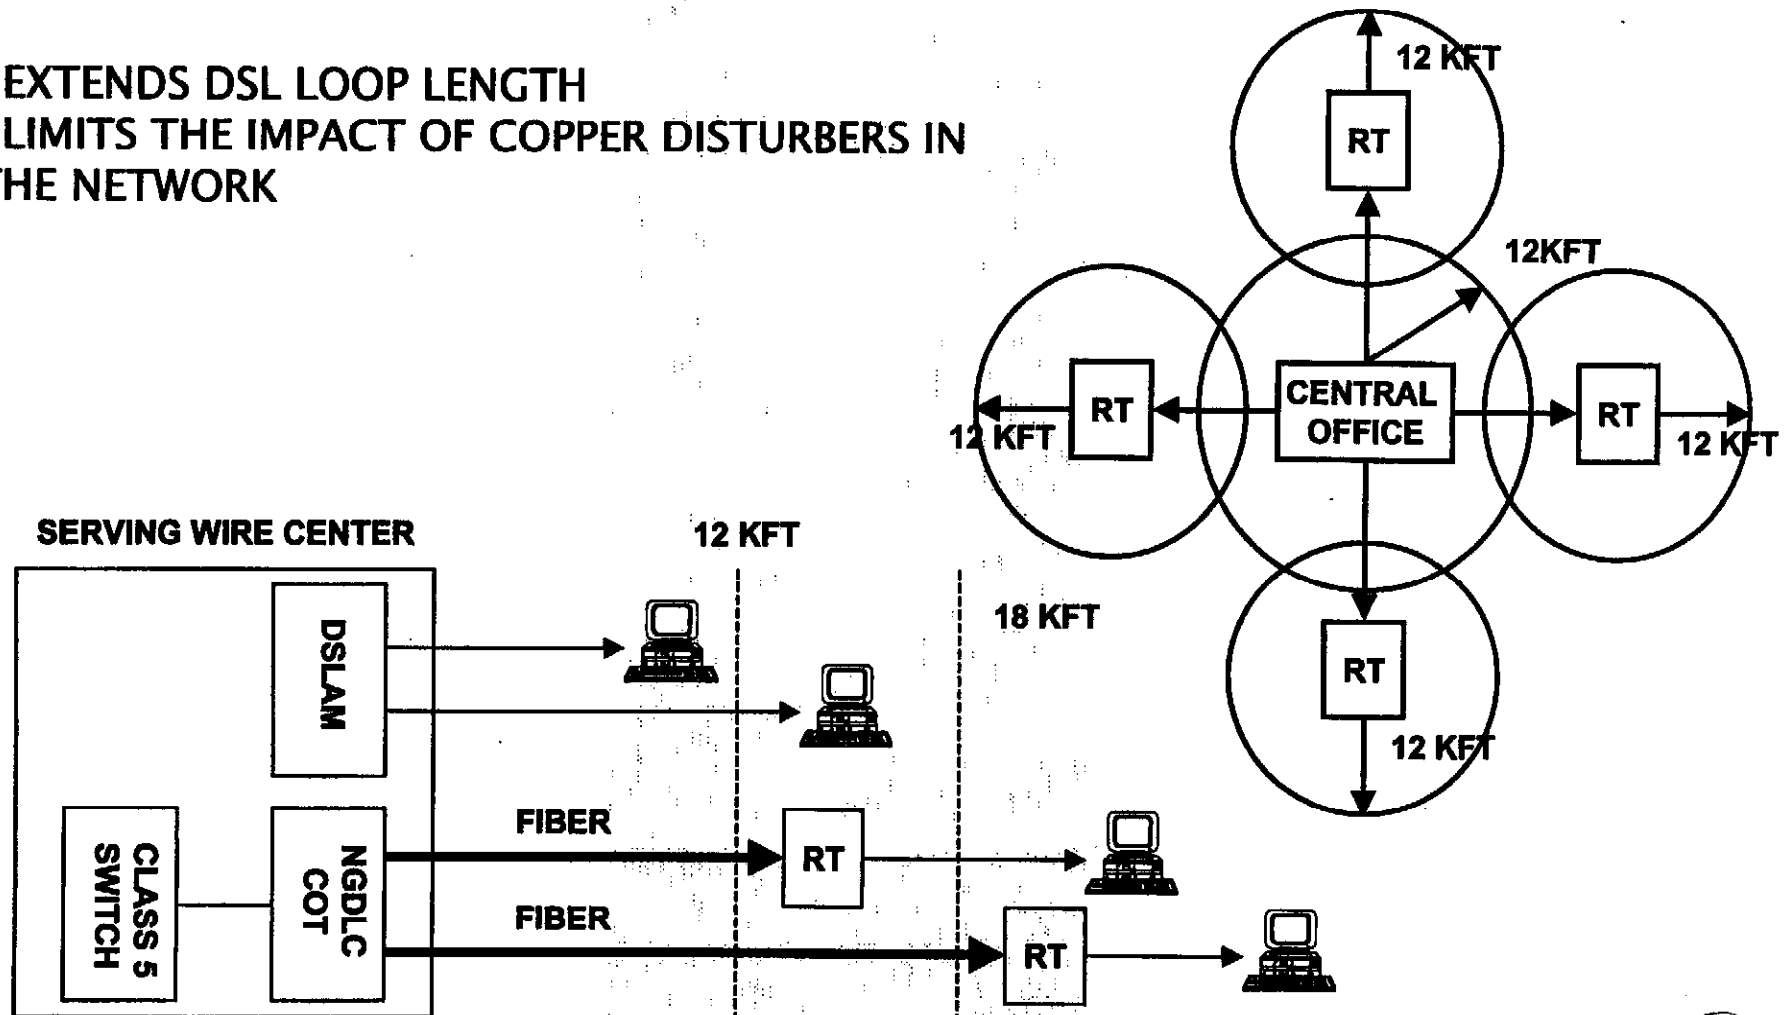 EXTENDS DSL LOOP LENGTH
LIMITS THE IMPACT OF COPPER DISTURBERS IN
THE NETWORK
12 KFT
RT
12KFT
RT
CENTRAL
OFFICE
RT
12 KFT
12 KFT
RT
12 KFT
SERVING WIRE CENTER
12 KFT
18 KFT
DSLAM
FIBER
RT
CLASS 5
SWITCH
NGDLC
COT
FIBER
RT